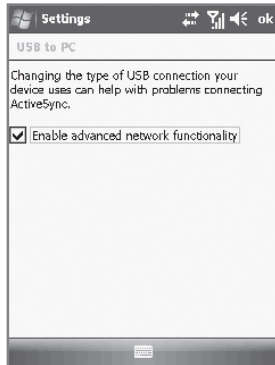 Settings
ok
USB to PC
Changing the type of USB connection your
device uses can help with problems connecting
ActiveSync.
Enable advanced network functionality